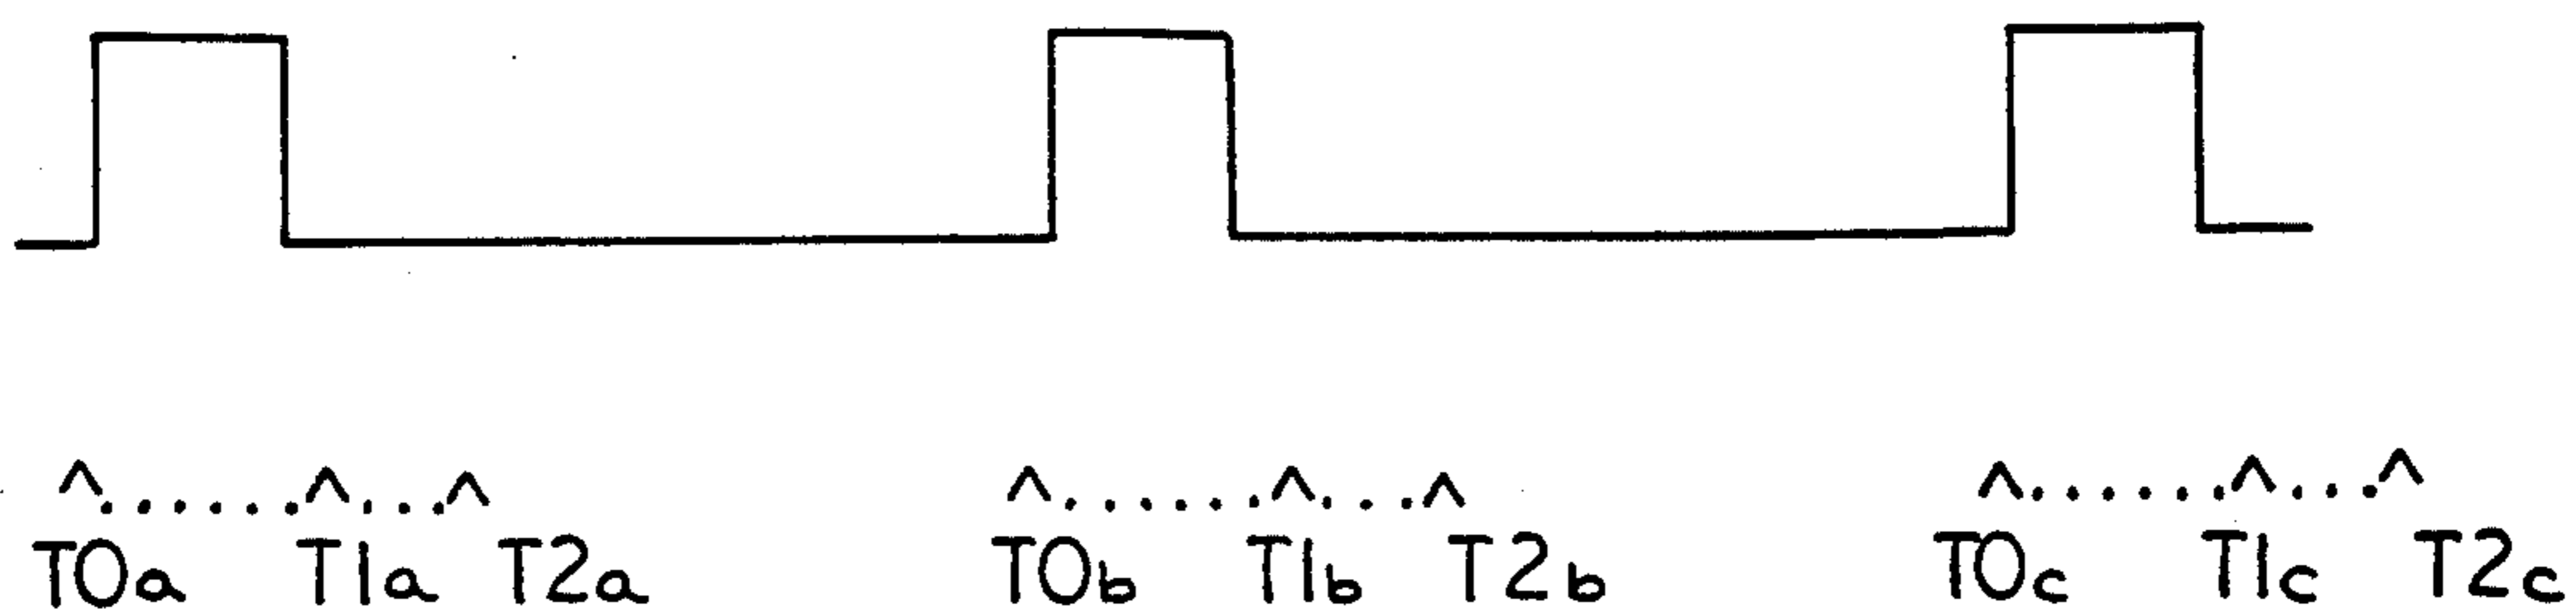 ^......^...^ ^......^...^ ^......^...^
T0a T1a T2a T0b T1b T2b T0c T1c T2c